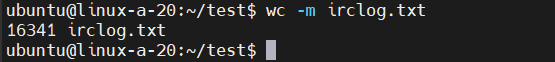 ubuntu@linux-a-20:~/test$ wc -m irclog.txt
16341 irclog.txt
ubuntu@linux-a-20:~/test$